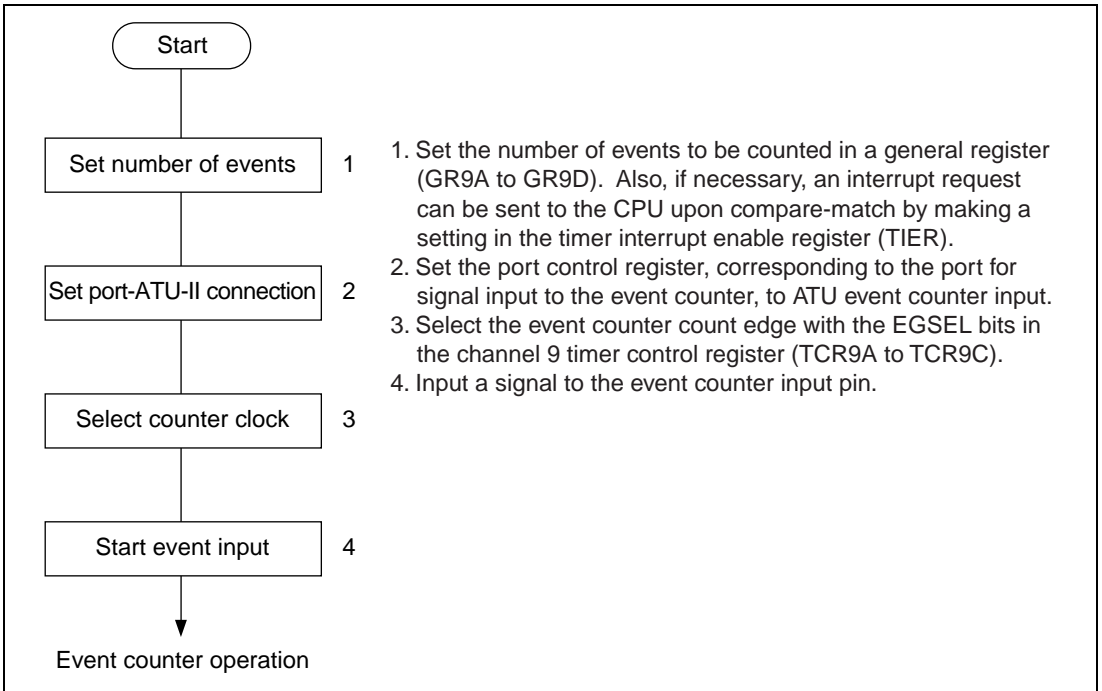 Start
Set number of events 1
Set port-ATU-II connection 2
Select counter clock 3
Start event input 4
Event counter operation
1. Set the number of events to be counted in a general register
(GR9A to GR9D). Also, if necessary, an interrupt request
can be sent to the CPU upon compare-match by making a
setting in the timer interrupt enable register (TIER).
2. Set the port control register, corresponding to the port for
signal input to the event counter, to ATU event counter input.
3. Select the event counter count edge with the EGSEL bits in
the channel 9 timer control register (TCR9A to TCR9C).
4. Input a signal to the event counter input pin.